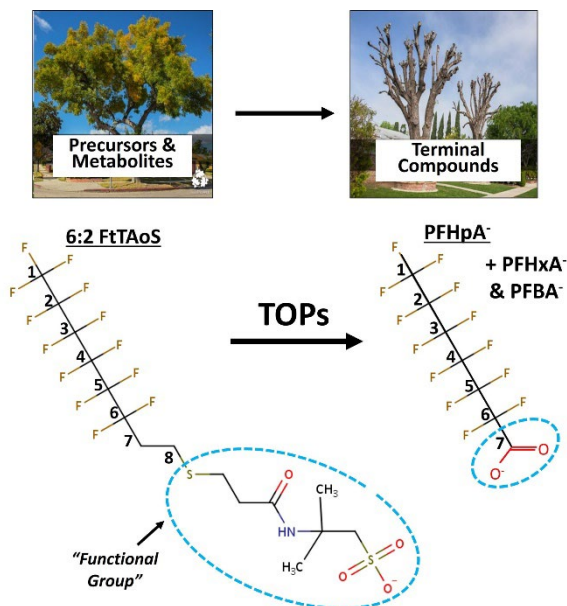 Precursors &
Metabolites
Terminal
Compounds
6:2 FtTAoS
PFHpA⁻
+ PFHxA⁻
& PFBA⁻
TOPs
F
F
F
1
F
F
2
F
F
3
F
F
4
F
F
5
F
F
6
7
8
S
O
HN
CH₃
H₃C
O
S
O
O⁻
F
F
F
1
F
F
2
F
F
3
F
F
4
F
F
5
F
F
6
7
O
O⁻
"Functional
Group"